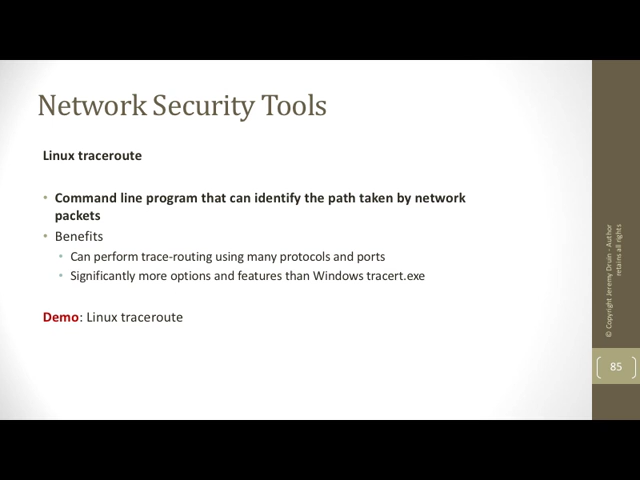 Network Security Tools
Linux traceroute
• Command line program that can identify the path taken by network
packets
• Benefits
• Can perform trace-routing using many protocols and ports
• Significantly more options and features than Windows tracert.exe
Demo: Linux traceroute
© Copyright Jeremy Druin - Author
retains all rights
85